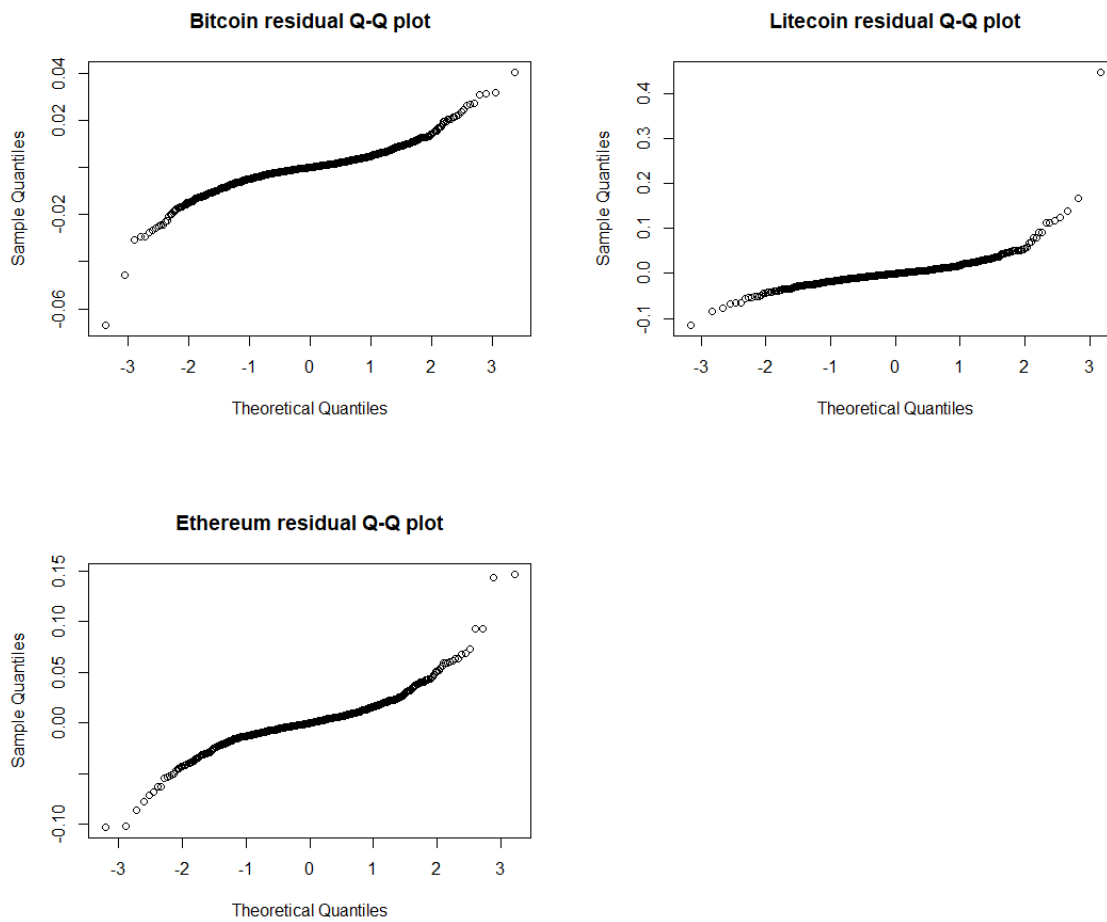 Bitcoin residual Q-Q plot
Sample Quantiles
0.04
0.02
-0.02
-0.06
-3 -2 -1 0 1 2 3
Theoretical Quantiles
Litecoin residual Q-Q plot
Sample Quantiles
0.4
0.3
0.2
0.1
0.0
-0.1
-3 -2 -1 0 1 2 3
Theoretical Quantiles
Ethereum residual Q-Q plot
Sample Quantiles
0.15
0.10
0.05
0.00
-0.10
-3 -2 -1 0 1 2 3
Theoretical Quantiles